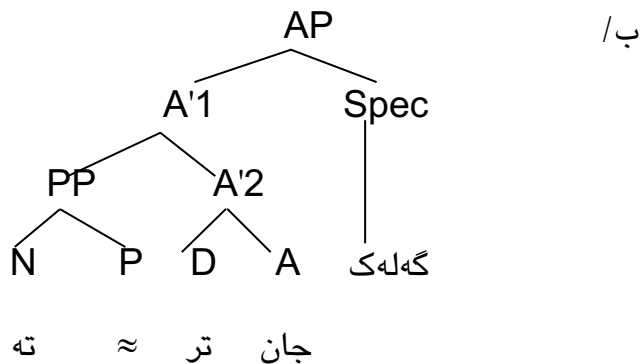 ب/
AP
A'1 Spec
PP A'2
N P D A گەلەک
جان تر ≈ تە